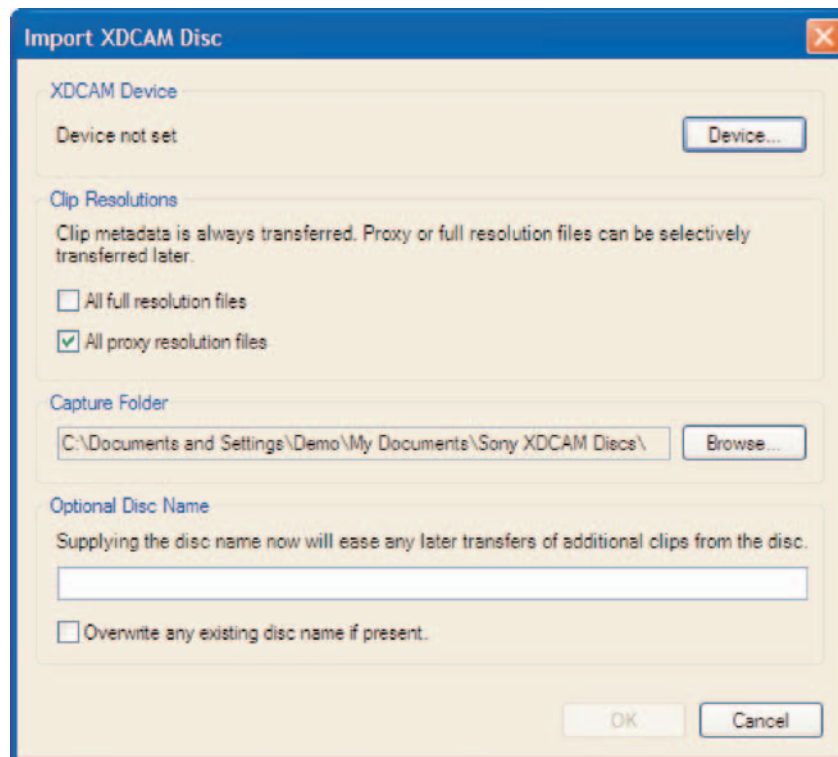 Import XDCAM Disc
XDCAM Device
Device not set
Device...
Clip Resolutions
Clip metadata is always transferred. Proxy or full resolution files can be selectively
transferred later.
All full resolution files
All proxy resolution files
Capture Folder
C:\Documents and Settings\Demo\My Documents\Sony XDCAM Discs\
Browse...
Optional Disc Name
Supplying the disc name now will ease any later transfers of additional clips from the disc.
Overwrite any existing disc name if present.
OK
Cancel